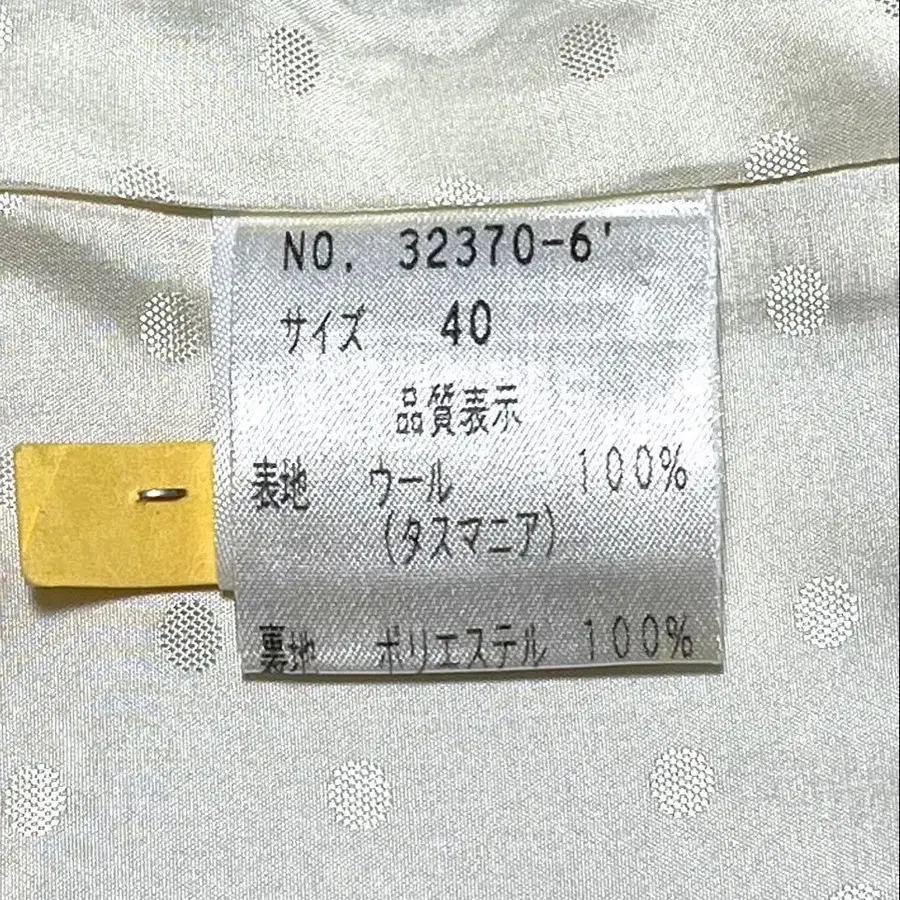 NO. 32370-6'
サイズ 40
品質表示
表地 ウール 100%
(タスマニア)
裏地 ポリエステル 100%